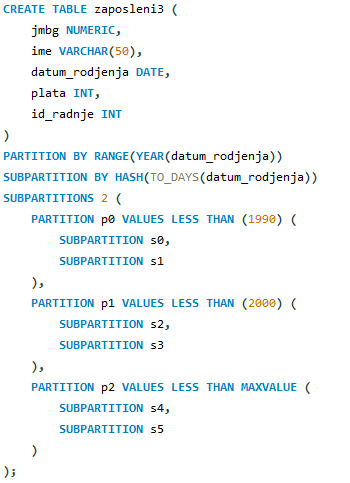 CREATE TABLE zaposleni3 (
    jmbg NUMERIC,
    ime VARCHAR(50),
    datum_rodjenja DATE,
    plata INT,
    id_radnje INT
)
PARTITION BY RANGE(YEAR(datum_rodjenja))
SUBPARTITION BY HASH(TO_DAYS(datum_rodjenja))
SUBPARTITIONS 2 (
    PARTITION p0 VALUES LESS THAN (1990) (
        SUBPARTITION s0,
        SUBPARTITION s1
    ),
    PARTITION p1 VALUES LESS THAN (2000) (
        SUBPARTITION s2,
        SUBPARTITION s3
    ),
    PARTITION p2 VALUES LESS THAN MAXVALUE (
        SUBPARTITION s4,
        SUBPARTITION s5
    )
);